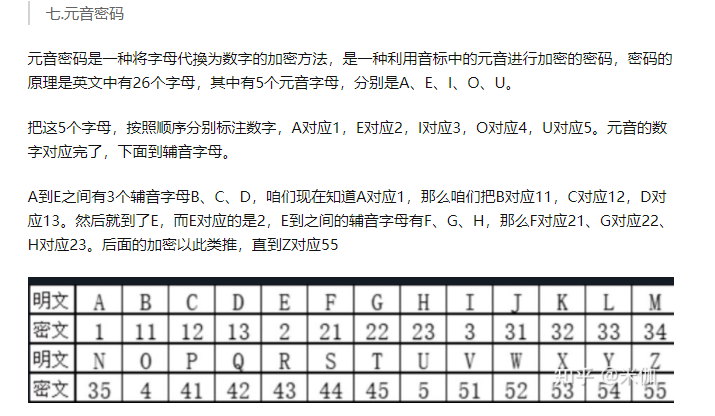 七.元音密码
元音密码是一种将字母代换为数字的加密方法，是一种利用音标中的元音进行加密的密码，密码的
原理是英文中有26个字母，其中有5个元音字母，分别是A、E、I、O、U。
把这5个字母，按照顺序分别标注数字，A对应1，E对应2，I对应3，O对应4，U对应5。元音的数
字对应完了，下面到辅音字母。
A到E之间有3个辅音字母B、C、D，咱们现在知道A对应1，那么咱们把B对应11，C对应12，D对
应13。然后就到了E，而E对应的是2，E到之间的辅音字母有F、G、H，那么F对应21、G对应22、
H对应23。后面的加密以此类推，直到Z对应55
明文 A B C D E F G H I J K L M
密文 1 11 12 13 2 21 22 23 3 31 32 33 34
明文 N O P Q R S T U V W X Y Z
密文 35 4 41 42 43 44 45 5 51 52 53 54 55
知乎 @米伽